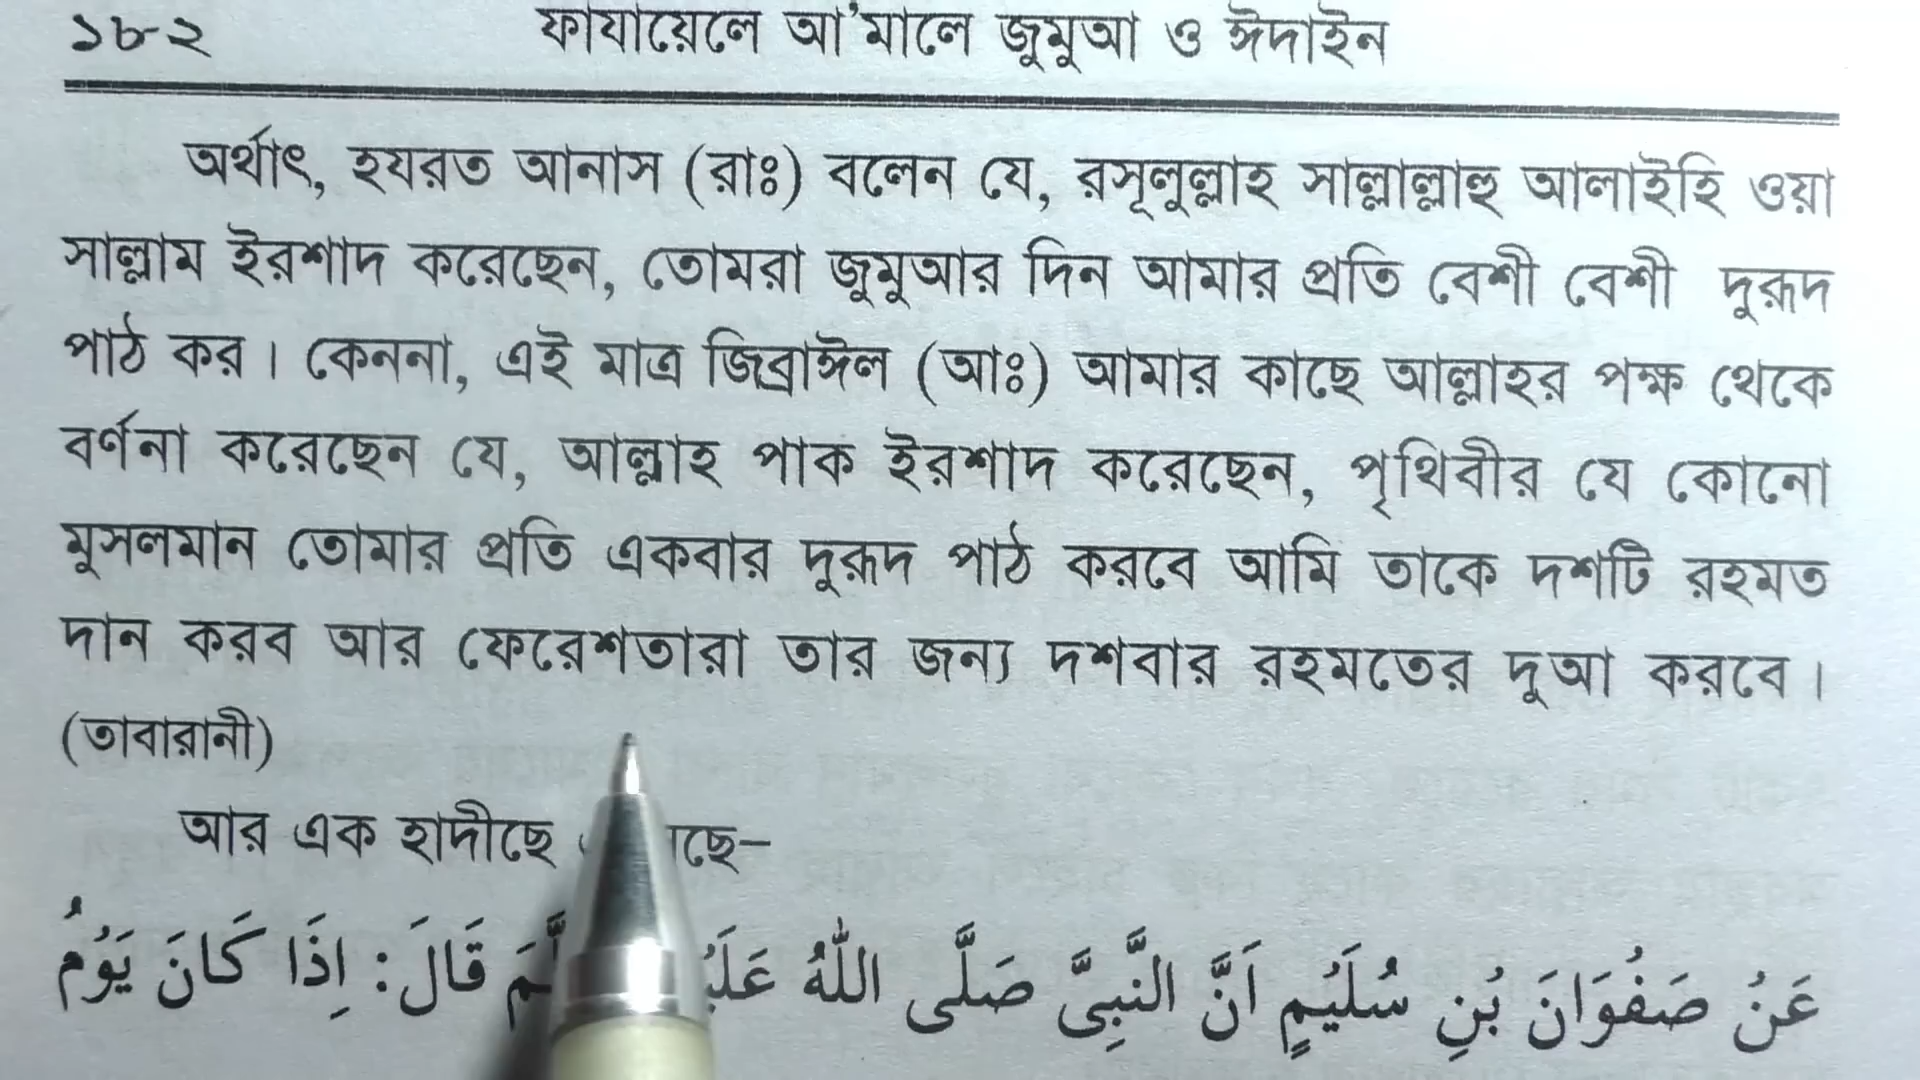 ১৮২ ফাযায়েলে আ'মালে জুমুআ ও ঈদাইন
অর্থাৎ, হযরত আনাস (রাঃ) বলেন যে, রসূলুল্লাহ সাল্লাল্লাহু আলাইহি ওয়া
সাল্লাম ইরশাদ করেছেন, তোমরা জুমুআর দিন আমার প্রতি বেশী বেশী দুরূদ
পাঠ কর। কেননা, এই মাত্র জিব্রাঈল (আঃ) আমার কাছে আল্লাহর পক্ষ থেকে
বর্ণনা করেছেন যে, আল্লাহ পাক ইরশাদ করেছেন, পৃথিবীর যে কোনো
মুসলমান তোমার প্রতি একবার দুরূদ পাঠ করবে আমি তাকে দশটি রহমত
দান করব আর ফেরেশতারা তার জন্য দশবার রহমতের দুআ করবে।
(তাবারানী)
আর এক হাদীছে
عَنْ صَفْوَانَ بْنِ سُلَيْمٍ اَنَّ النَّبِىَّ صَلَّى اللّٰهُ قَالَ: اِذَا كَانَ يَوْمُ